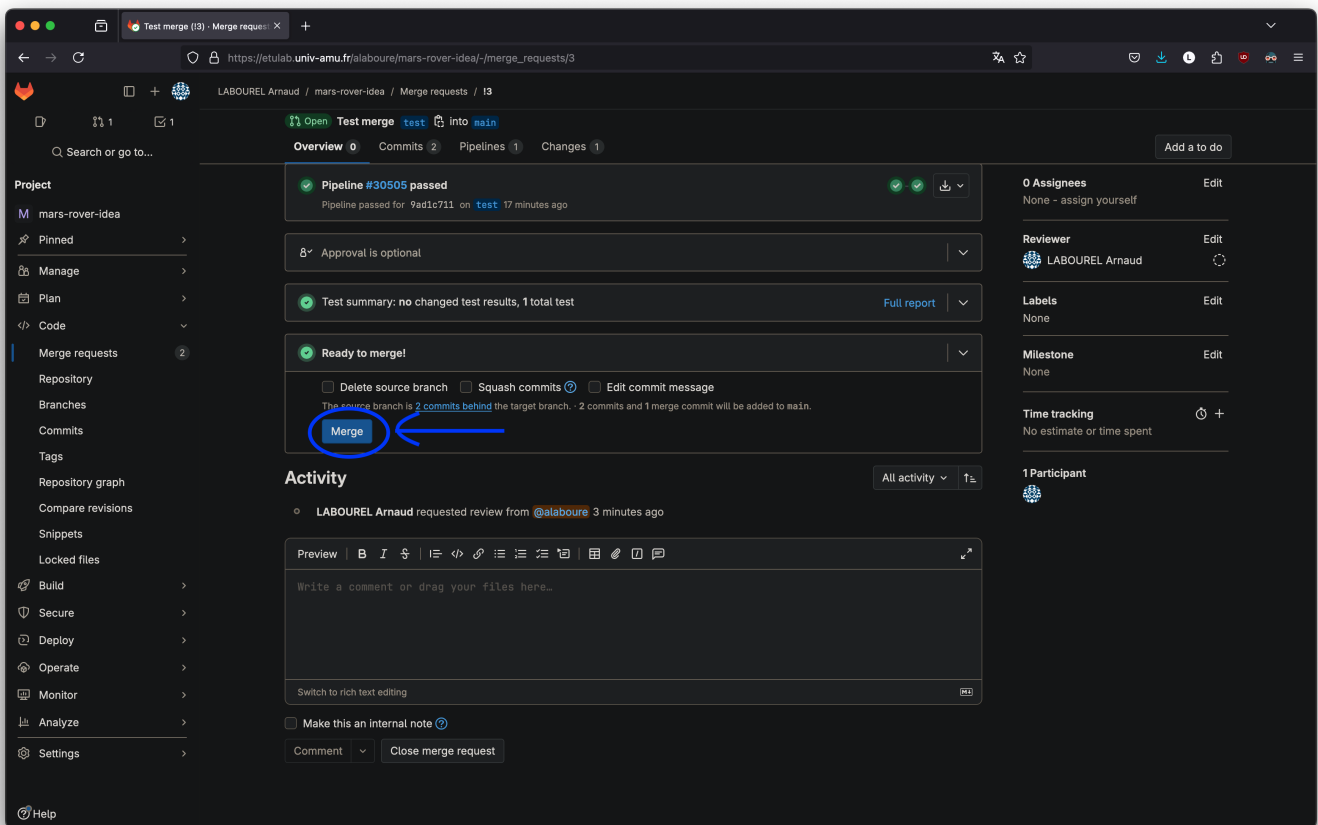 Test merge (!3) · Merge reques
https://etulab.univ-amu.fr/alaboure/mars-rover-idea/-/merge_requests/3
LABOUREL Arnaud / mars-rover-idea / Merge requests / !3
1 1
Search or go to...
Project
M mars-rover-idea
Pinned
Manage
Plan
Code
Merge requests 2
Repository
Branches
Commits
Tags
Repository graph
Compare revisions
Snippets
Locked files
Build
Secure
Deploy
Operate
Monitor
Analyze
Settings
Help
Open Test merge test into main
Overview 0 Commits 2 Pipelines 1 Changes 1
Add a to do
Pipeline #30505 passed
Pipeline passed for 9ad1c711 on test 17 minutes ago
Approval is optional
Test summary: no changed test results, 1 total test Full report
Ready to merge!
Delete source branch Squash commits Edit commit message
The source branch is 2 commits behind the target branch. · 2 commits and 1 merge commit will be added to main.
Merge
Activity
All activity
LABOUREL Arnaud requested review from @alaboure 3 minutes ago
Preview B I S
Write a comment or drag your files here…
Switch to rich text editing
Make this an internal note
Comment Close merge request
0 Assignees Edit
None - assign yourself
Reviewer Edit
LABOUREL Arnaud
Labels Edit
None
Milestone Edit
None
Time tracking
No estimate or time spent
1 Participant